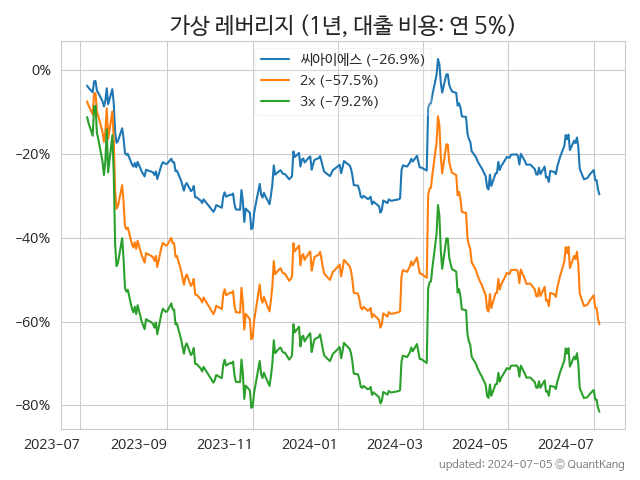 가상 레버리지 (1년, 대출 비용: 연 5%)
씨아이에스 (−26.9%)
2x (−57.5%)
3x (−79.2%)
0%
−20%
−40%
−60%
−80%
2023-07 2023-09 2023-11 2024-01 2024-03 2024-05 2024-07
updated: 2024-07-05 © QuantKang